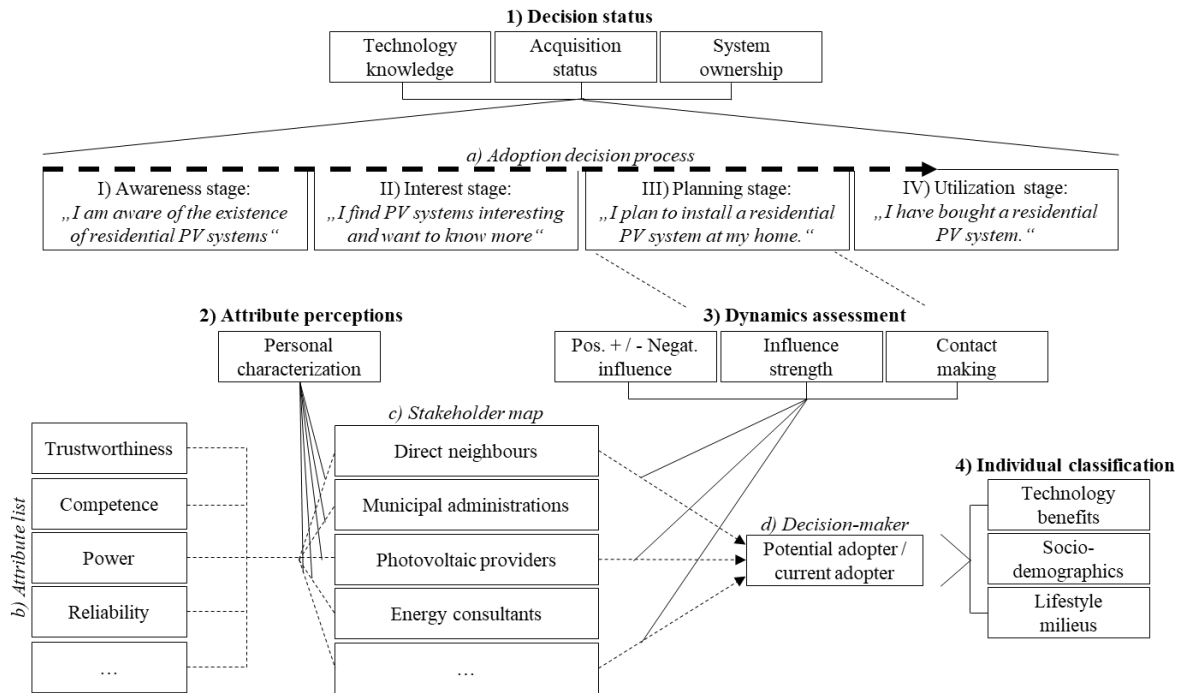 1) Decision status
Technology
knowledge
Acquisition
status
System
ownership
a) Adoption decision process
I) Awareness stage:
„I am aware of the existence
of residential PV systems“
II) Interest stage:
„I find PV systems interesting
and want to know more“
III) Planning stage:
„I plan to install a residential
PV system at my home.“
IV) Utilization stage:
„I have bought a residential
PV system.“
2) Attribute perceptions
Personal
characterization
3) Dynamics assessment
Pos. + / - Negat.
influence
Influence
strength
Contact
making
b) Attribute list
Trustworthiness
Competence
Power
Reliability
…
c) Stakeholder map
Direct neighbours
Municipal administrations
Photovoltaic providers
Energy consultants
…
d) Decision-maker
Potential adopter /
current adopter
4) Individual classification
Technology
benefits
Socio-
demographics
Lifestyle
milieus